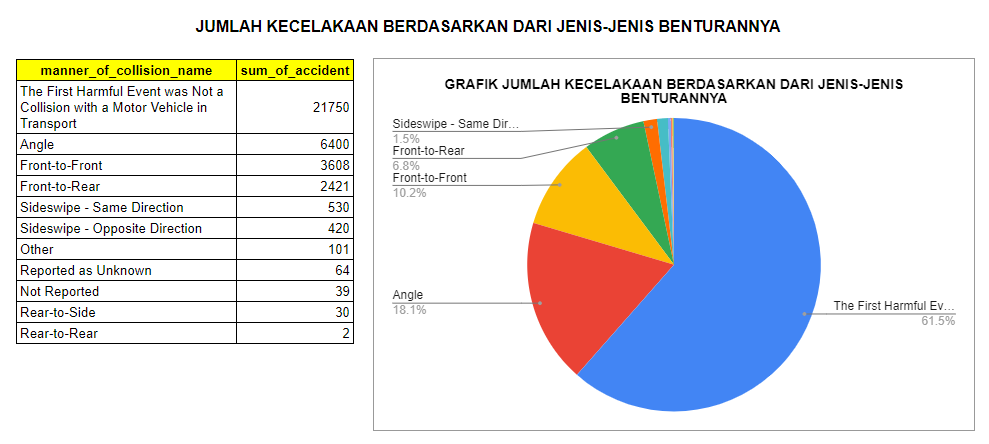 JUMLAH KECELAKAAN BERDASARKAN DARI JENIS-JENIS BENTURANNYA
manner_of_collision_name sum_of_accident
The First Harmful Event was Not a
Collision with a Motor Vehicle in
Transport 21750
Angle 6400
Front-to-Front 3608
Front-to-Rear 2421
Sideswipe - Same Direction 530
Sideswipe - Opposite Direction 420
Other 101
Reported as Unknown 64
Not Reported 39
Rear-to-Side 30
Rear-to-Rear 2
GRAFIK JUMLAH KECELAKAAN BERDASARKAN DARI JENIS-JENIS
BENTURANNYA
Sideswipe - Same Dir…
1.5%
Front-to-Rear
6.8%
Front-to-Front
10.2%
Angle
18.1%
The First Harmful Ev…
61.5%